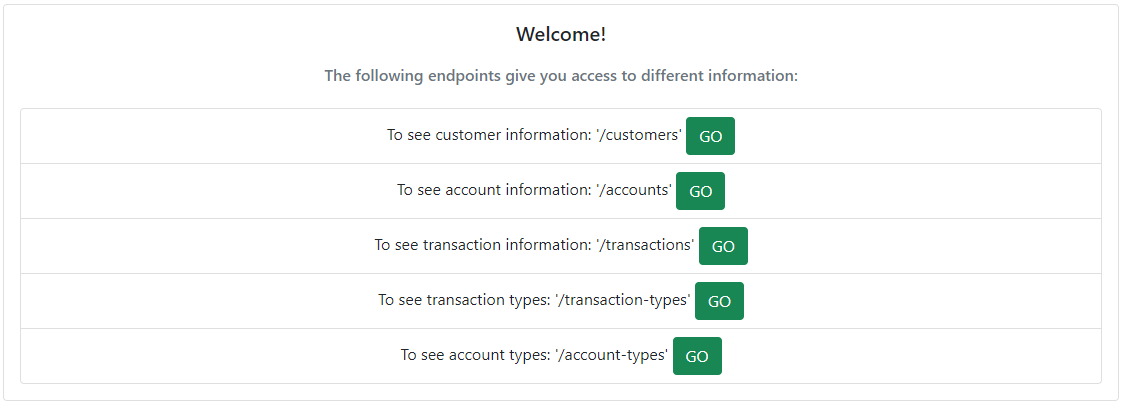 Welcome!
The following endpoints give you access to different information:
To see customer information: '/customers' GO
To see account information: '/accounts' GO
To see transaction information: '/transactions' GO
To see transaction types: '/transaction-types' GO
To see account types: '/account-types' GO